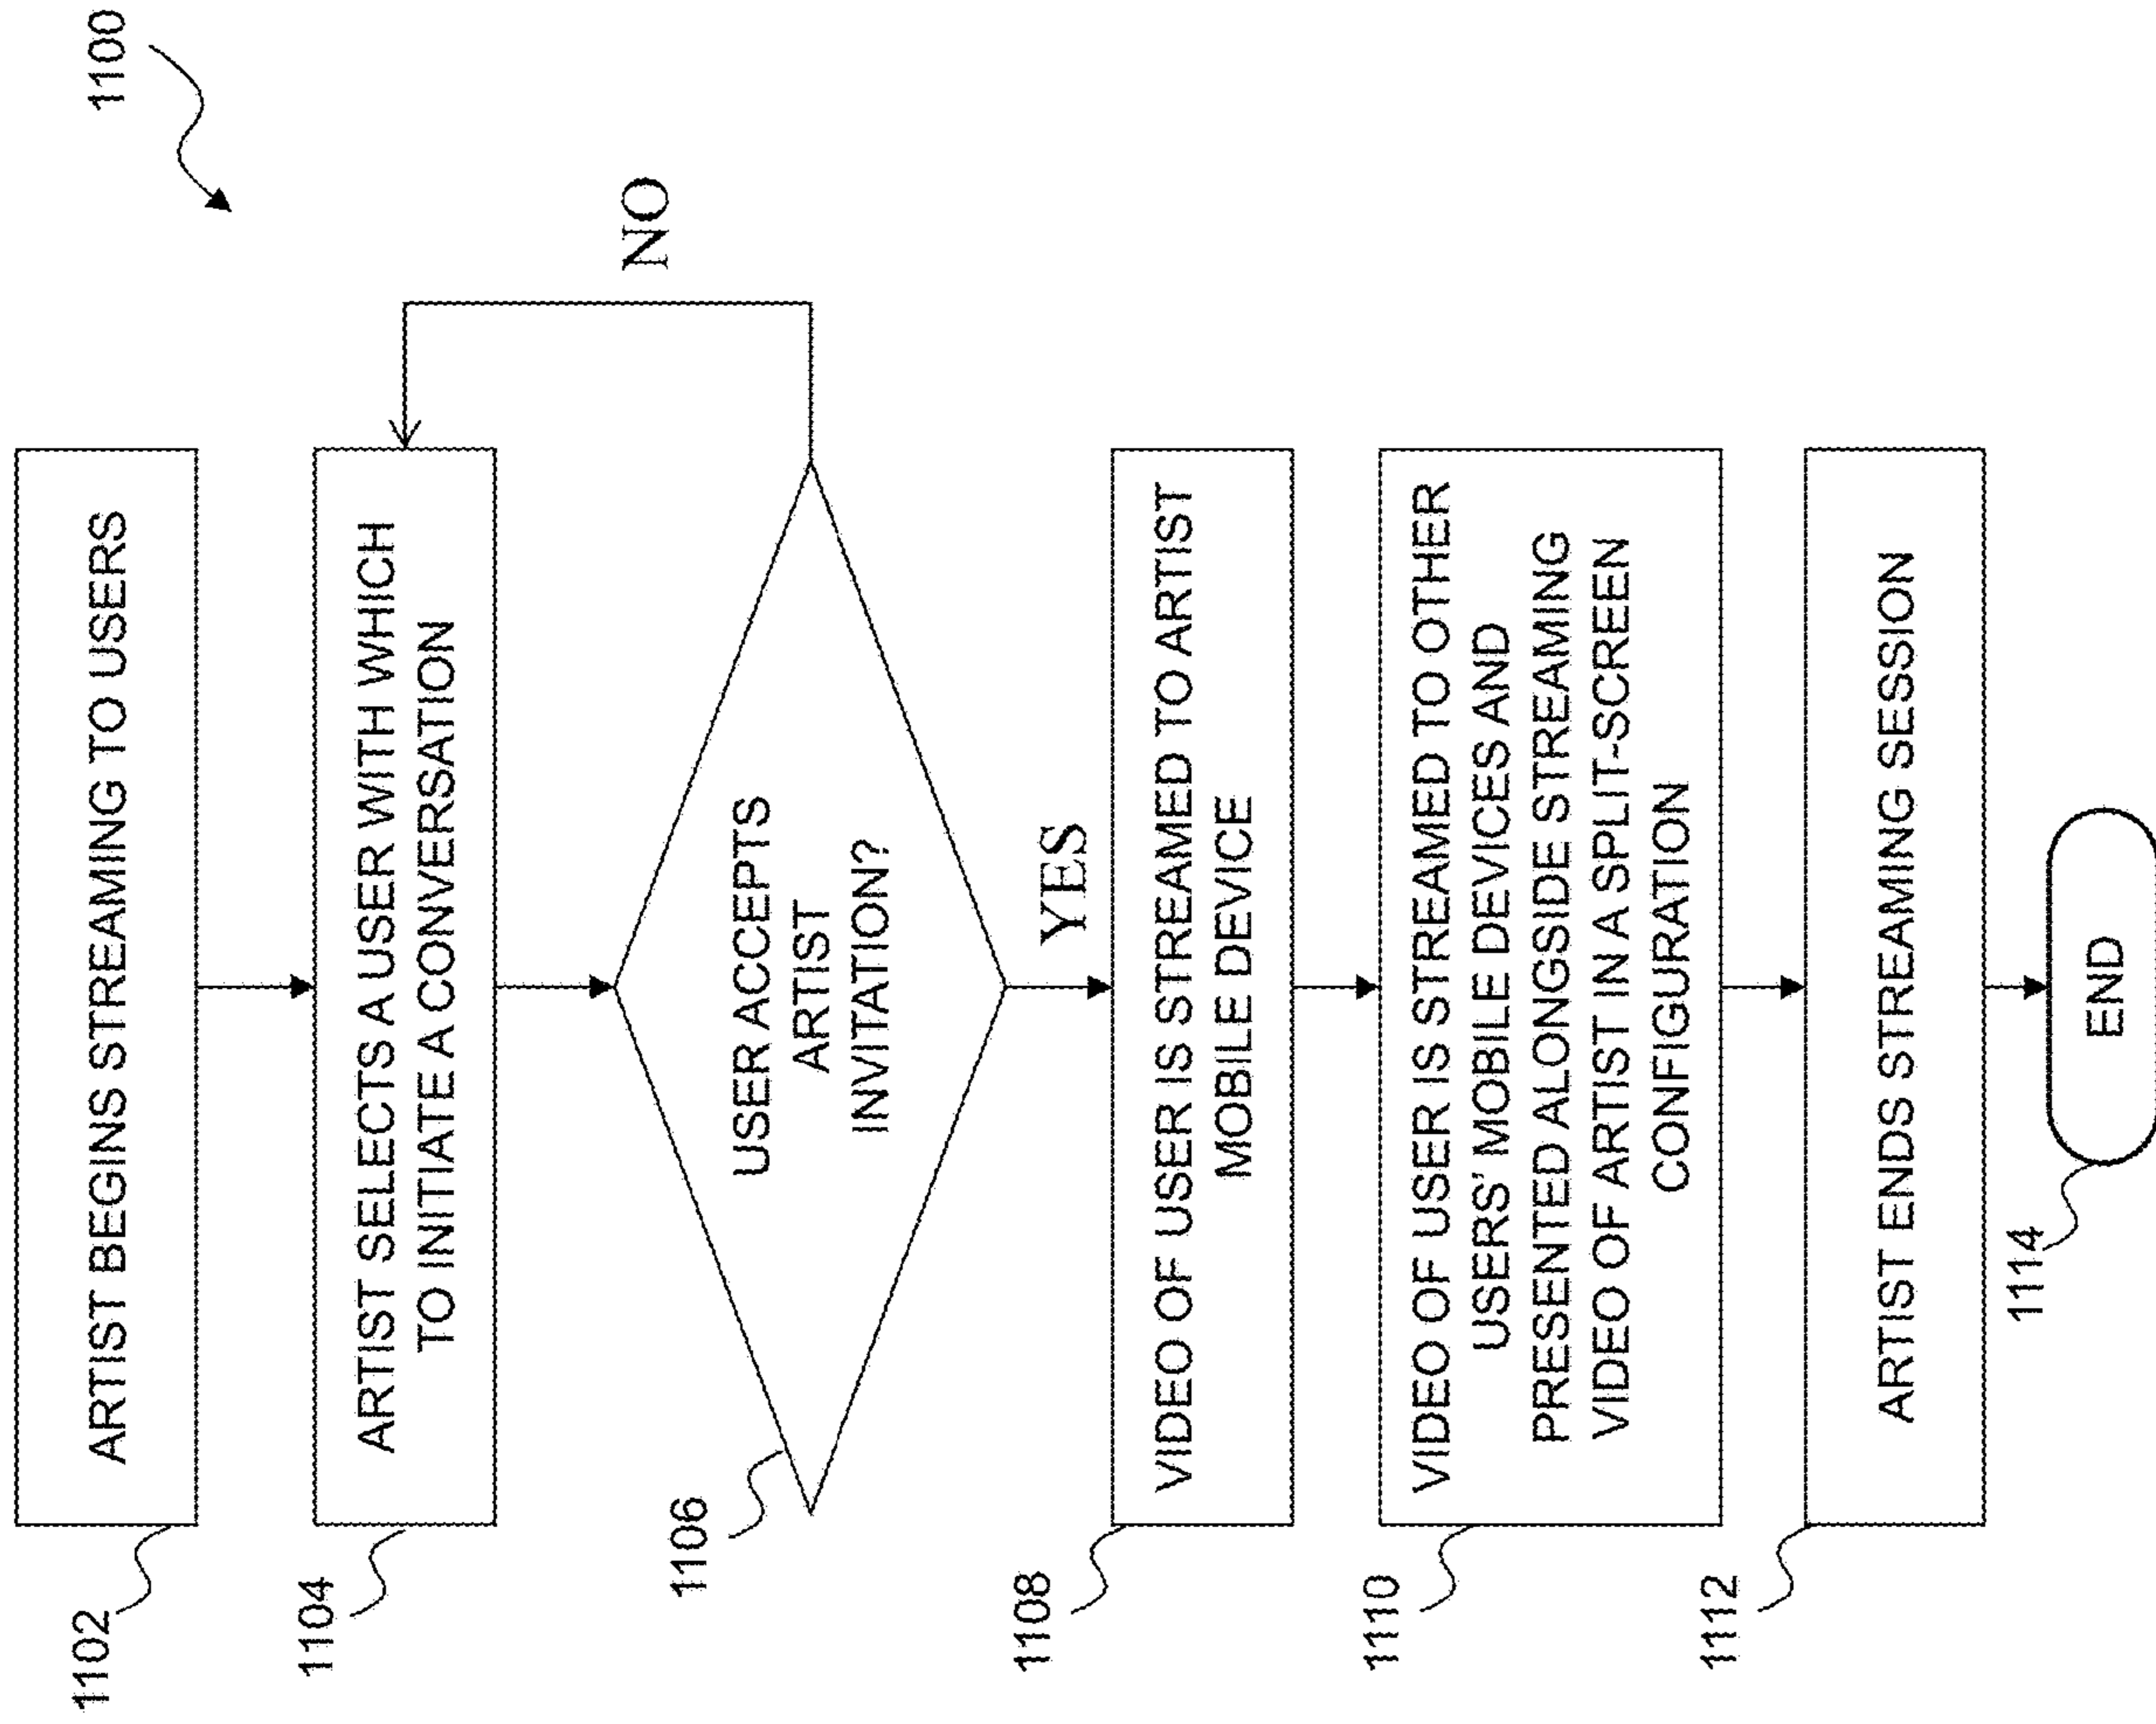 1100
1102
ARTIST BEGINS STREAMING TO USERS
1104
ARTIST SELECTS A USER WITH WHICH
TO INITIATE A CONVERSATION
NO
1106
USER ACCEPTS
ARTIST
INVITATION?
YES
1108
VIDEO OF USER IS STREAMED TO ARTIST
MOBILE DEVICE
1110
VIDEO OF USER IS STREAMED TO OTHER
USERS' MOBILE DEVICES AND
PRESENTED ALONGSIDE STREAMING
VIDEO OF ARTIST IN A SPLIT-SCREEN
CONFIGURATION
1112
ARTIST ENDS STREAMING SESSION
1114
END